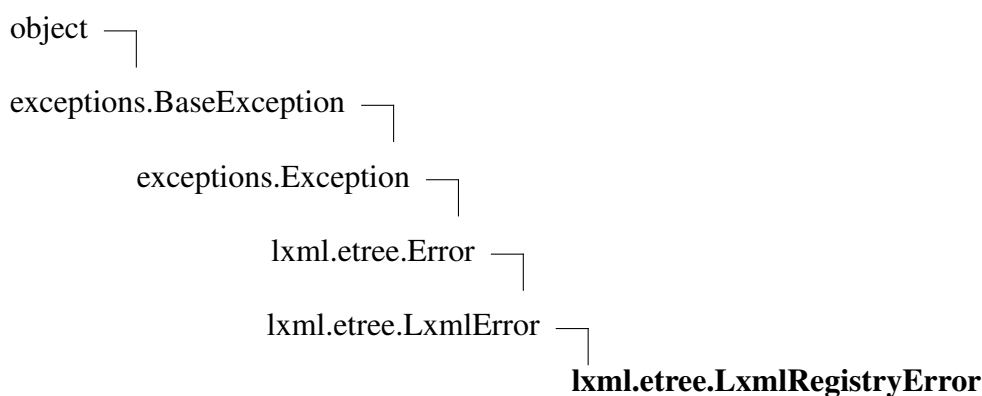 object
exceptions.BaseException
exceptions.Exception
lxml.etree.Error
lxml.etree.LxmlError
lxml.etree.LxmlRegistryError